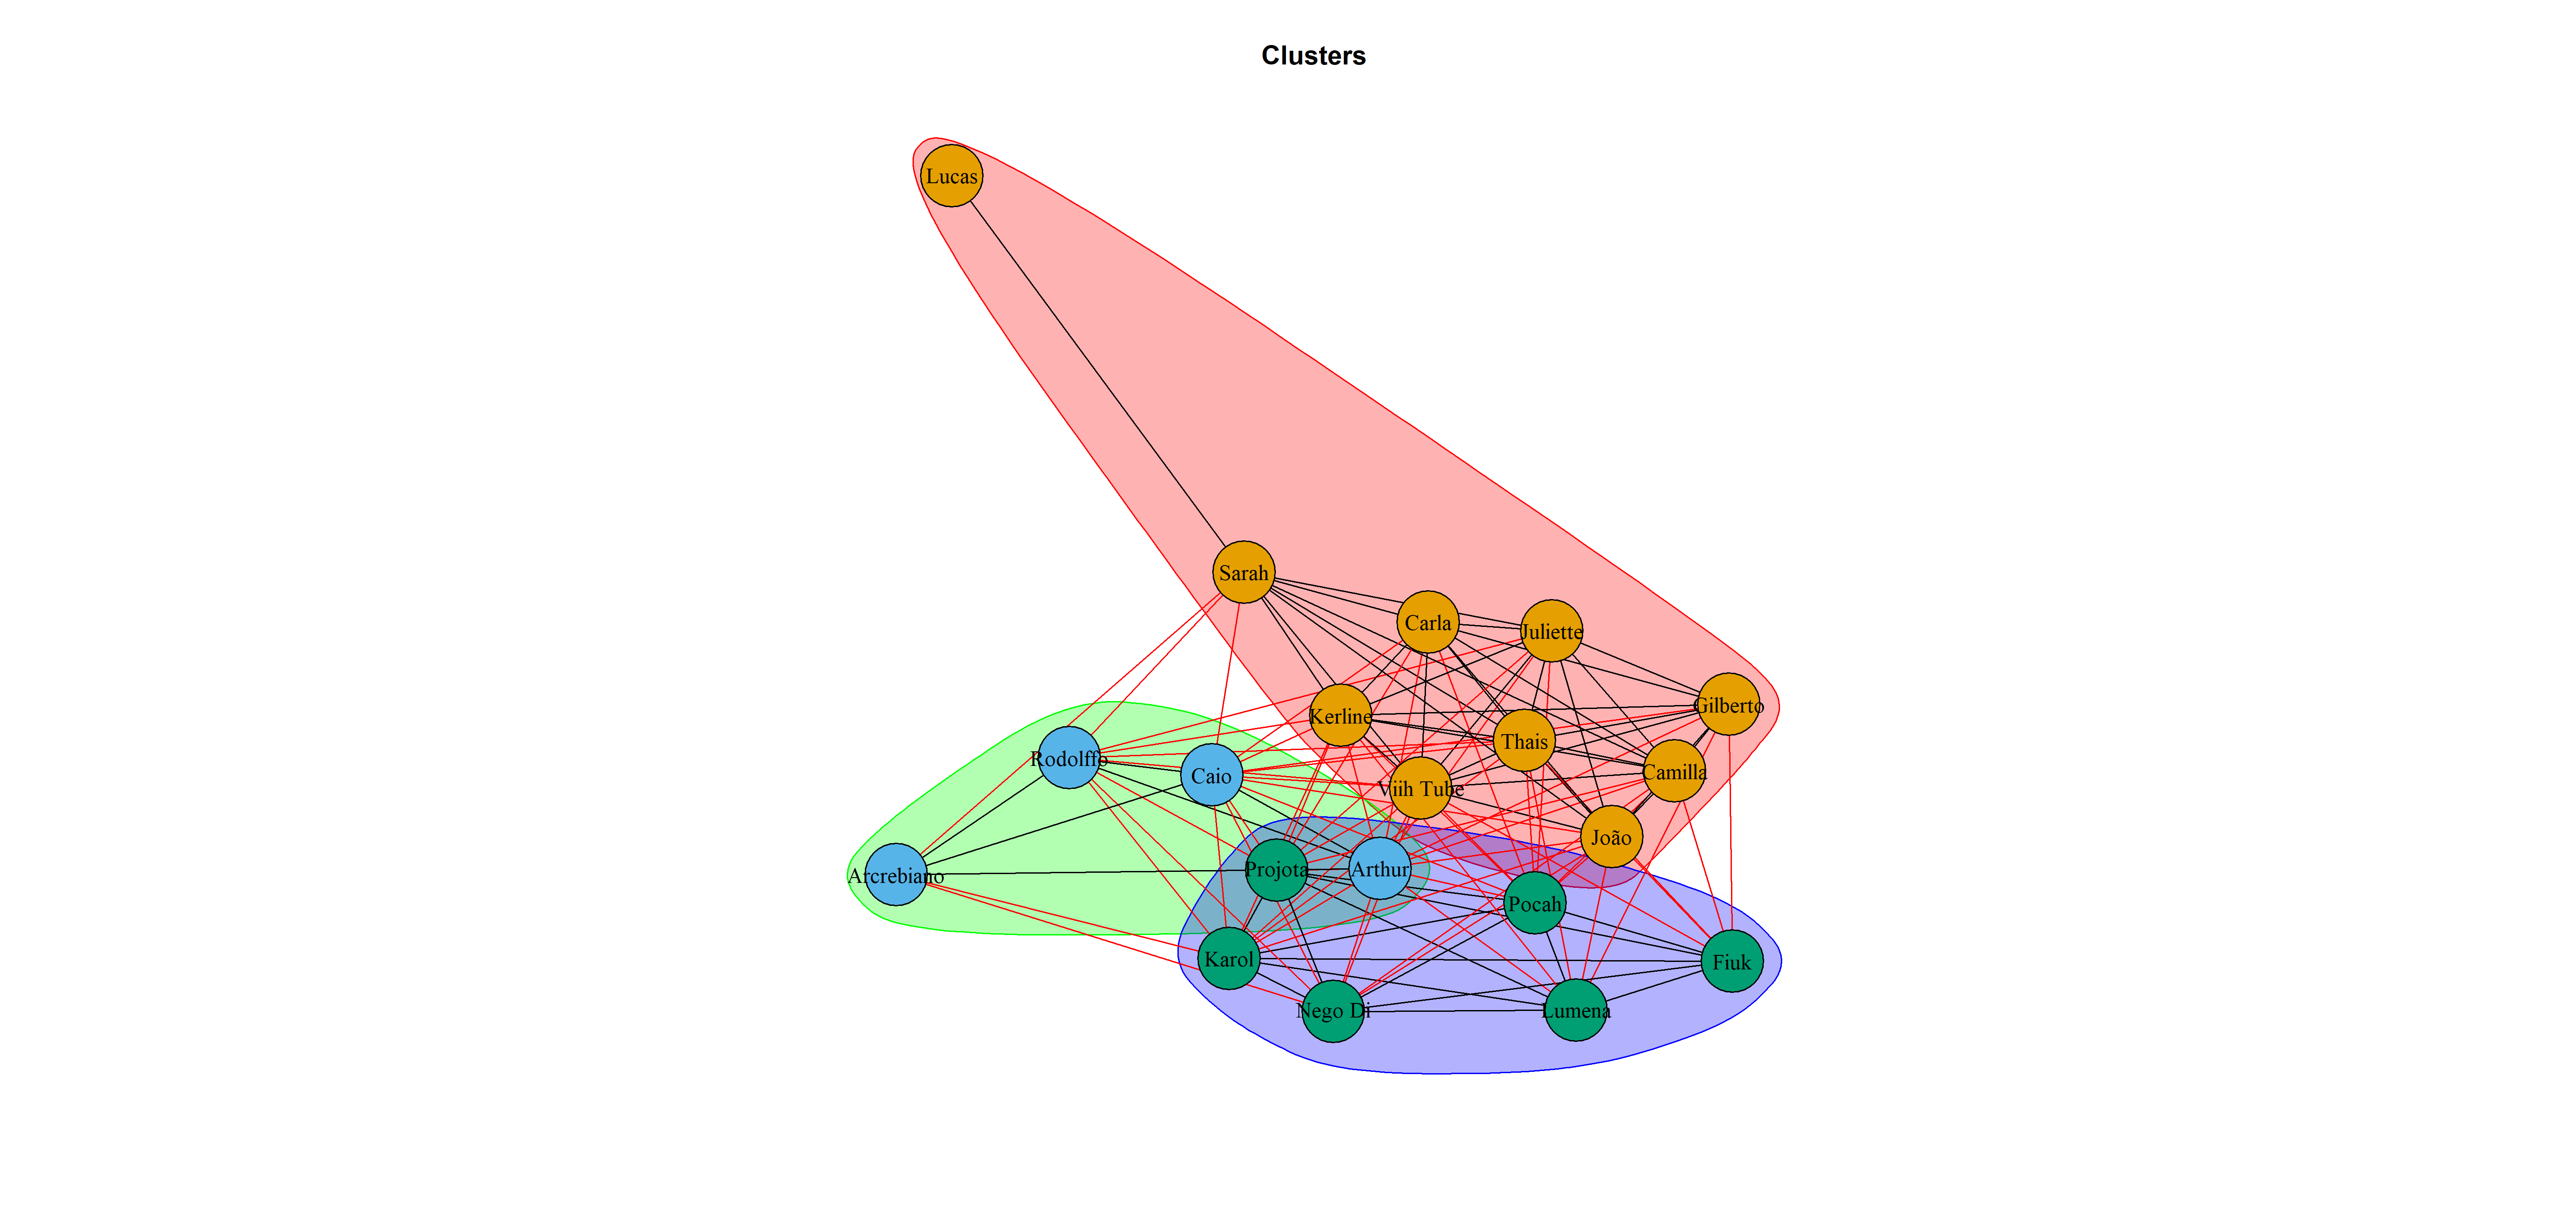 Clusters
Lucas
Sarah
Carla
Juliette
Gilberto
Kerline
Thais
Rodolffo
Caio
Viih Tube
Camilla
João
Arcrebiano
Projota
Arthur
Pocah
Karol
Fiuk
Nego Di
Lumena